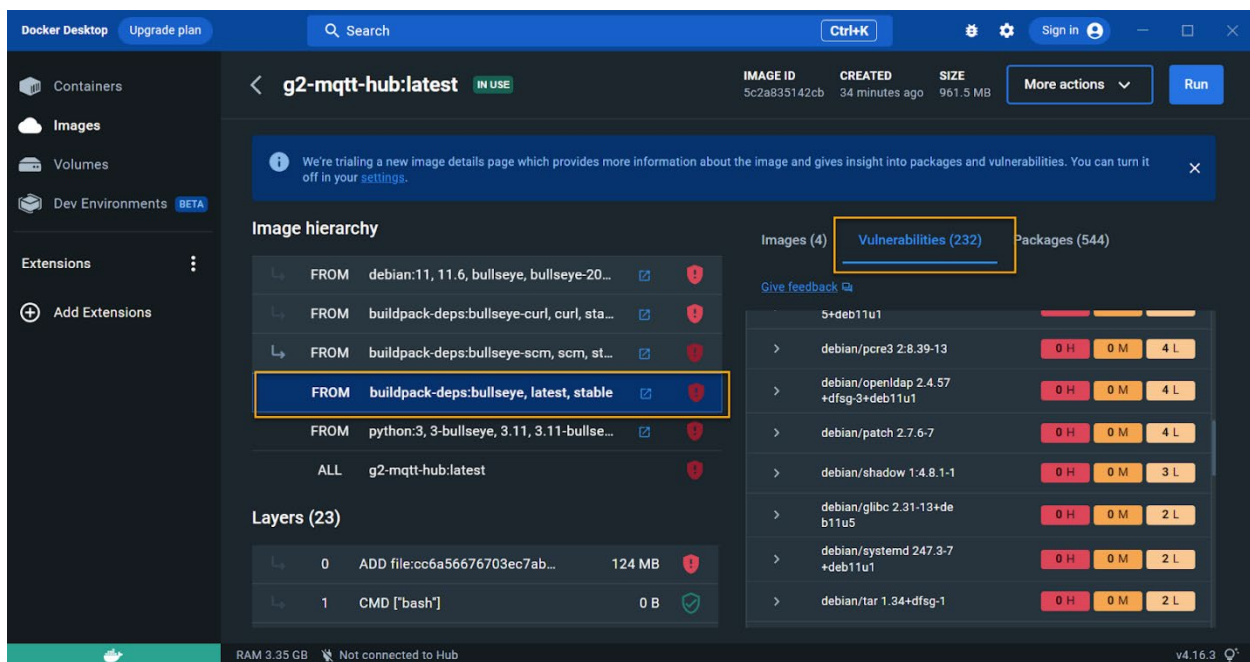 Docker Desktop Upgrade plan Search Ctrl+K Sign in
Containers
Images
Volumes
Dev Environments BETA
Extensions
Add Extensions
g2-mqtt-hub:latest IN USE
IMAGE ID CREATED SIZE
5c2a835142cb 34 minutes ago 961.5 MB
More actions Run
We're trialing a new image details page which provides more information about the image and gives insight into packages and vulnerabilities. You can turn it
off in your settings.
Image hierarchy
FROM debian:11, 11.6, bullseye, bullseye-20...
FROM buildpack-deps:bullseye-curl, curl, sta...
FROM buildpack-deps:bullseye-scm, scm, st...
FROM buildpack-deps:bullseye, latest, stable
FROM python:3, 3-bullseye, 3.11, 3.11-bullse...
ALL g2-mqtt-hub:latest
Layers (23)
0 ADD file:cc6a56676703ec7ab... 124 MB
1 CMD ["bash"] 0 B
Images (4) Vulnerabilities (232) Packages (544)
Give feedback
5+deb11u1
debian/pcre3 2:8.39-13 0 H 0 M 4 L
debian/openldap 2.4.57
+dfsg-3+deb11u1 0 H 0 M 4 L
debian/patch 2.7.6-7 0 H 0 M 4 L
debian/shadow 1:4.8.1-1 0 H 0 M 3 L
debian/glibc 2.31-13+de
b11u5 0 H 0 M 2 L
debian/systemd 247.3-7
+deb11u1 0 H 0 M 2 L
debian/tar 1.34+dfsg-1 0 H 0 M 2 L
RAM 3.35 GB Not connected to Hub v4.16.3